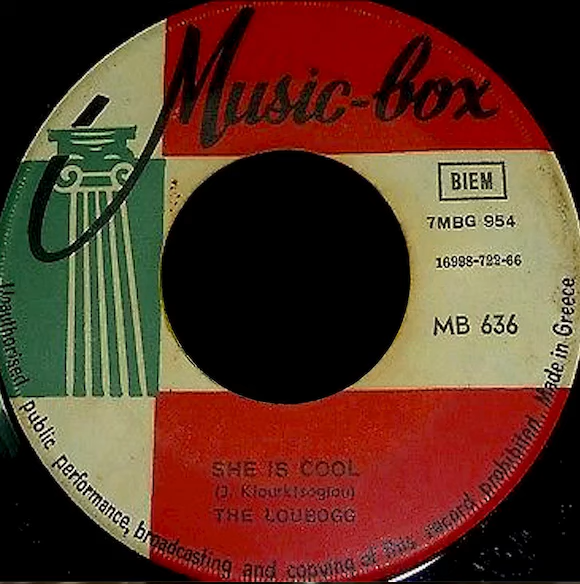 Music-box
BIEM
7MBG 954
16998-722-66
MB 636
SHE IS COOL
(J. Kiourktsoglou)
THE LOUBOGG
Unauthorised public performance, broadcasting and copying of this record prohibited. Made in Greece